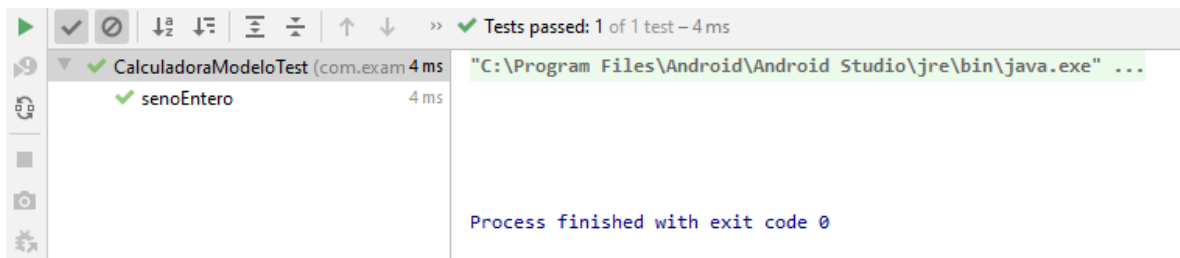 Tests passed: 1 of 1 test – 4 ms
CalculadoraModeloTest (com.exam 4 ms
senoEntero 4 ms
"C:\Program Files\Android\Android Studio\jre\bin\java.exe" ...
Process finished with exit code 0